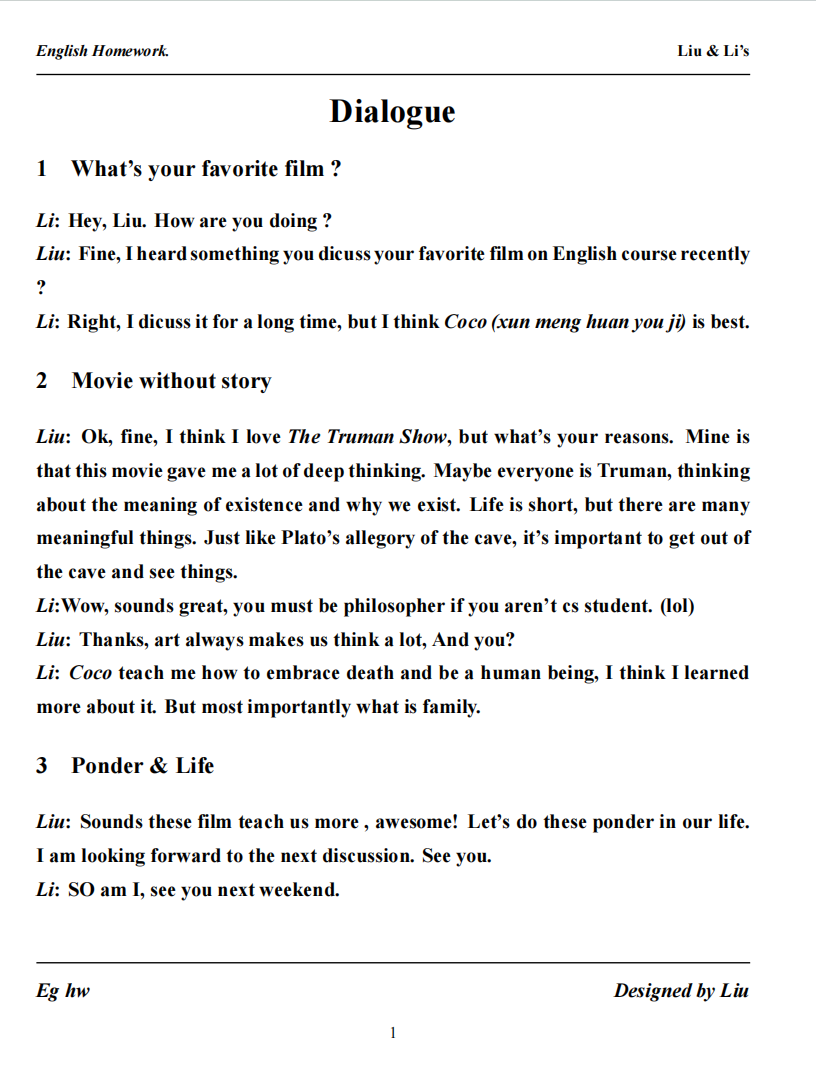 English Homework.
Liu & Li’s
Dialogue
1 What’s your favorite film ?
Li: Hey, Liu. How are you doing ?
Liu: Fine, I heard something you dicuss your favorite film on English course recently
?
Li: Right, I dicuss it for a long time, but I think Coco (xun meng huan you ji) is best.
2 Movie without story
Liu: Ok, fine, I think I love The Truman Show, but what’s your reasons. Mine is
that this movie gave me a lot of deep thinking. Maybe everyone is Truman, thinking
about the meaning of existence and why we exist. Life is short, but there are many
meaningful things. Just like Plato’s allegory of the cave, it’s important to get out of
the cave and see things.
Li:Wow, sounds great, you must be philosopher if you aren’t cs student. (lol)
Liu: Thanks, art always makes us think a lot, And you?
Li: Coco teach me how to embrace death and be a human being, I think I learned
more about it. But most importantly what is family.
3 Ponder & Life
Liu: Sounds these film teach us more , awesome! Let’s do these ponder in our life.
I am looking forward to the next discussion. See you.
Li: SO am I, see you next weekend.
Eg hw
Designed by Liu
1